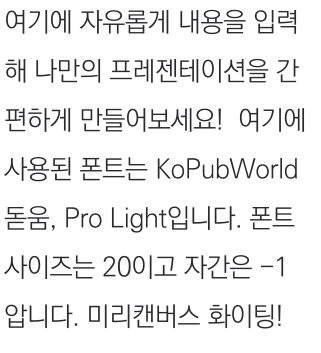 여기에 자유롭게 내용을 입력
해 나만의 프레젠테이션을 간
편하게 만들어보세요!  여기에
사용된 폰트는 KoPubWorld
돋움, Pro Light입니다. 폰트
사이즈는 20이고 자간은 -1
압니다. 미리캔버스 화이팅!